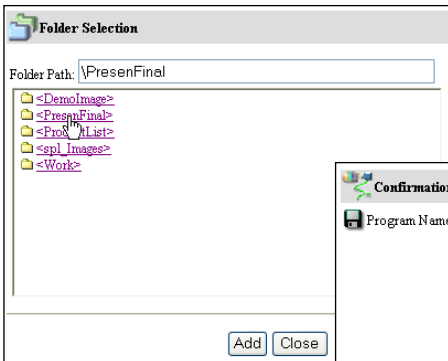 Folder Selection
Folder Path: \PresenFinal
<DemoImage>
<PresenFinal>
<spl_Images>
<Work>
Confirmation
Program Name
Add Close